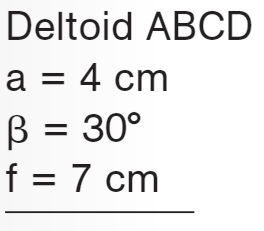 Deltoid ABCD
a = 4 cm
β = 30°
f = 7 cm